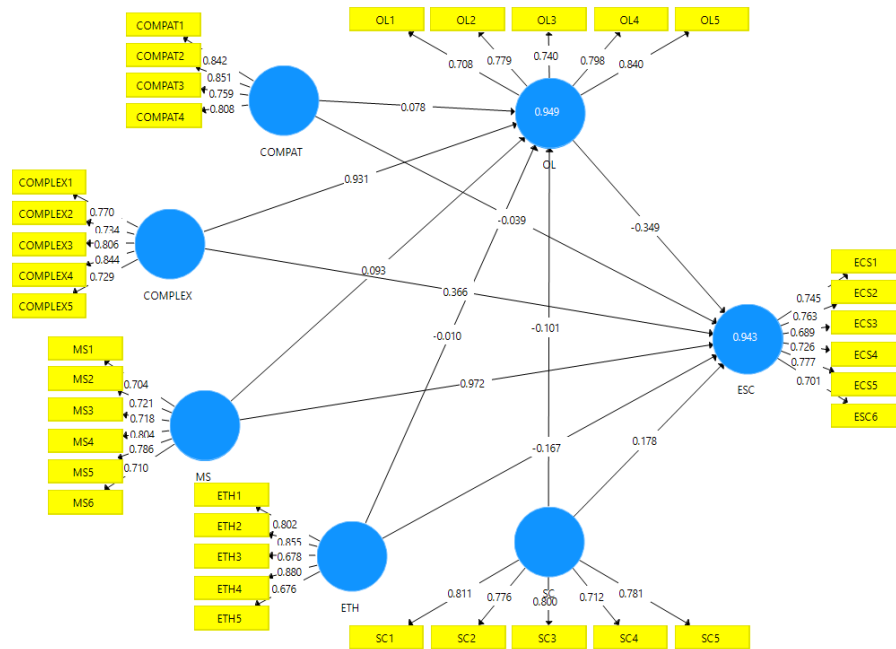 OL1
OL2
OL3
OL4
OL5
COMPAT1
COMPAT2
COMPAT3
COMPAT4
0.842
0.851
0.759
0.808
COMPAT
0.708
0.779
0.740
0.798
0.840
0.949
OL
0.078
0.931
-0.039
-0.349
COMPLEX1
COMPLEX2
COMPLEX3
COMPLEX4
COMPLEX5
0.770
0.734
0.806
0.844
0.729
COMPLEX
0.093
0.366
-0.010
-0.101
0.972
ECS1
ECS2
ECS3
ECS4
ECS5
ESC6
0.745
0.763
0.689
0.726
0.777
0.701
0.943
ESC
MS1
MS2
MS3
MS4
MS5
MS6
0.704
0.721
0.718
0.804
0.786
0.710
MS
-0.167
0.178
ETH1
ETH2
ETH3
ETH4
ETH5
0.802
0.855
0.678
0.880
0.676
ETH
SC
0.811
0.776
0.800
0.712
0.781
SC1
SC2
SC3
SC4
SC5